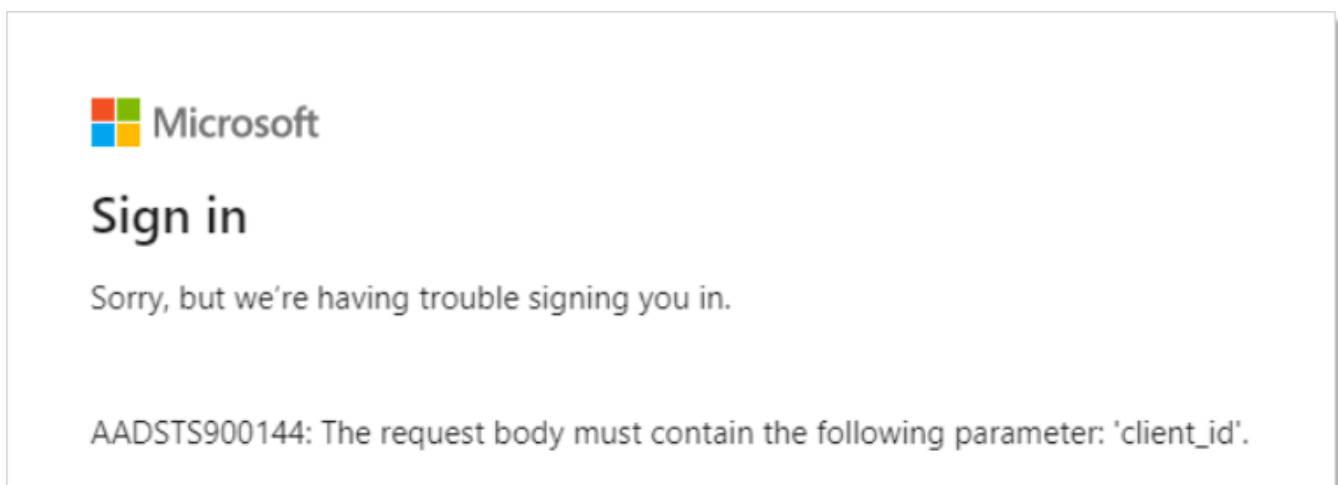 Microsoft
Sign in
Sorry, but we're having trouble signing you in.
AADSTS900144: The request body must contain the following parameter: 'client_id'.